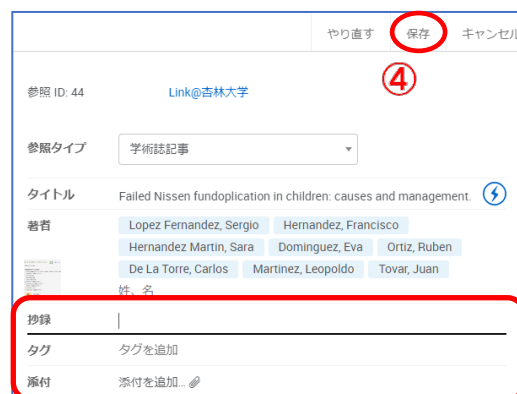 やり直す 保存 キャンセル
④
参照 ID: 44 Link@杏林大学
参照タイプ 学術誌記事
タイトル Failed Nissen fundoplication in children: causes and management.
著者 Lopez Fernandez, Sergio Hernandez, Francisco
Hernandez Martin, Sara Dominguez, Eva Ortiz, Ruben
De La Torre, Carlos Martinez, Leopoldo Tovar, Juan
姓、名
抄録
タグ タグを追加
添付 添付を追加...